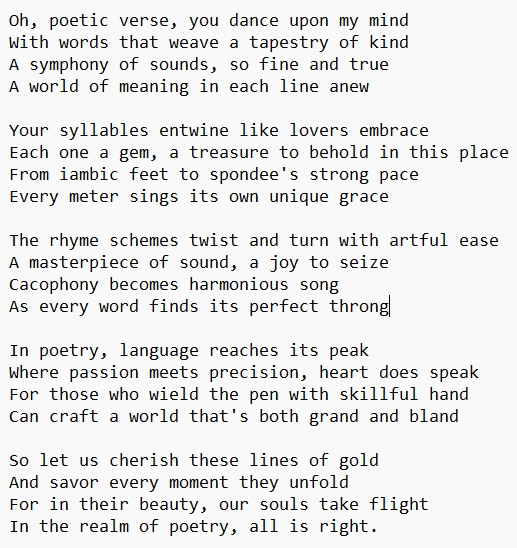 Oh, poetic verse, you dance upon my mind
With words that weave a tapestry of kind
A symphony of sounds, so fine and true
A world of meaning in each line anew

Your syllables entwine like lovers embrace
Each one a gem, a treasure to behold in this place
From iambic feet to spondee's strong pace
Every meter sings its own unique grace

The rhyme schemes twist and turn with artful ease
A masterpiece of sound, a joy to seize
Cacophony becomes harmonious song
As every word finds its perfect throng

In poetry, language reaches its peak
Where passion meets precision, heart does speak
For those who wield the pen with skillful hand
Can craft a world that's both grand and bland

So let us cherish these lines of gold
And savor every moment they unfold
For in their beauty, our souls take flight
In the realm of poetry, all is right.